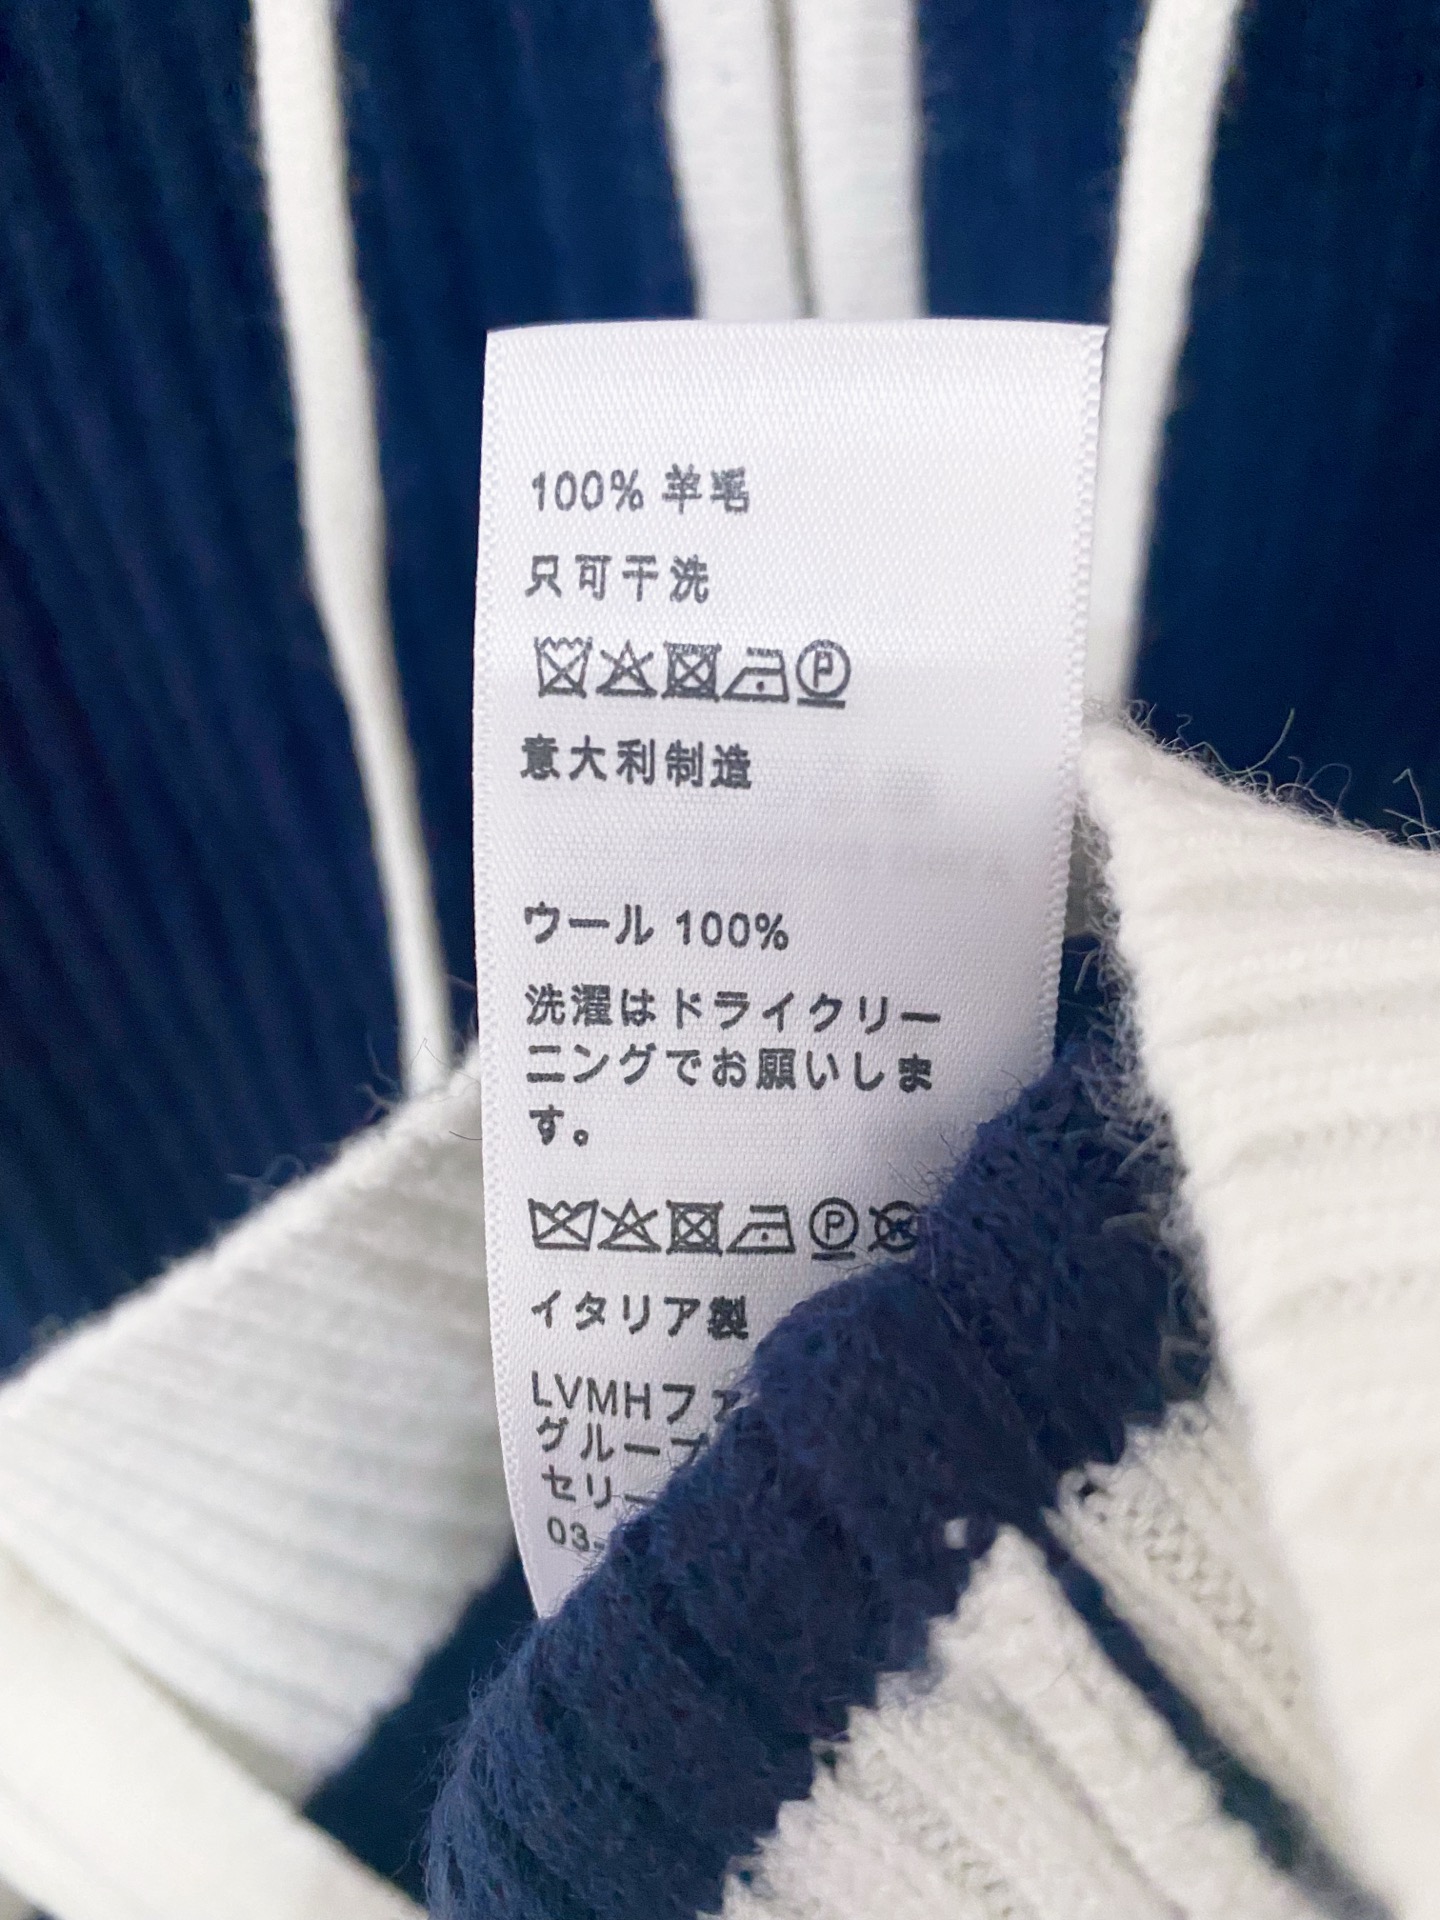 100% 羊毛
只可干洗
P
意大利制造
ウール 100%
洗濯はドライクリー
ニングでお願いしま
す。
P
イタリア製
LVMHファ
グループ
セリー
03-